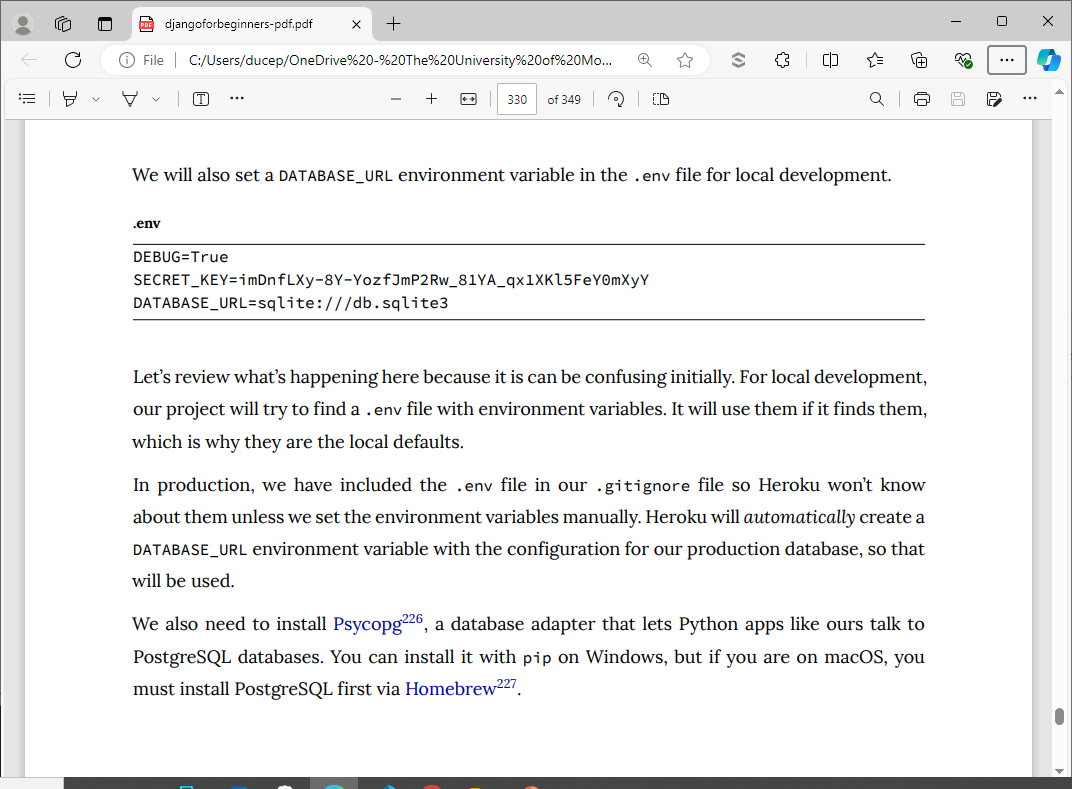 djangoforbeginners-pdf.pdf
File
C:/Users/ducep/OneDrive%20-%20The%20University%20of%20Mo...
330 of 349
We will also set a DATABASE_URL environment variable in the .env file for local development.
.env
DEBUG=True
SECRET_KEY=imDnfLXy-8Y-YozfJmP2Rw_81YA_qx1XKl5FeY0mXyY
DATABASE_URL=sqlite:///db.sqlite3
Let’s review what’s happening here because it is can be confusing initially. For local development,
our project will try to find a .env file with environment variables. It will use them if it finds them,
which is why they are the local defaults.
In production, we have included the .env file in our .gitignore file so Heroku won’t know
about them unless we set the environment variables manually. Heroku will automatically create a
DATABASE_URL environment variable with the configuration for our production database, so that
will be used.
We also need to install Psycopg226, a database adapter that lets Python apps like ours talk to
PostgreSQL databases. You can install it with pip on Windows, but if you are on macOS, you
must install PostgreSQL first via Homebrew227.